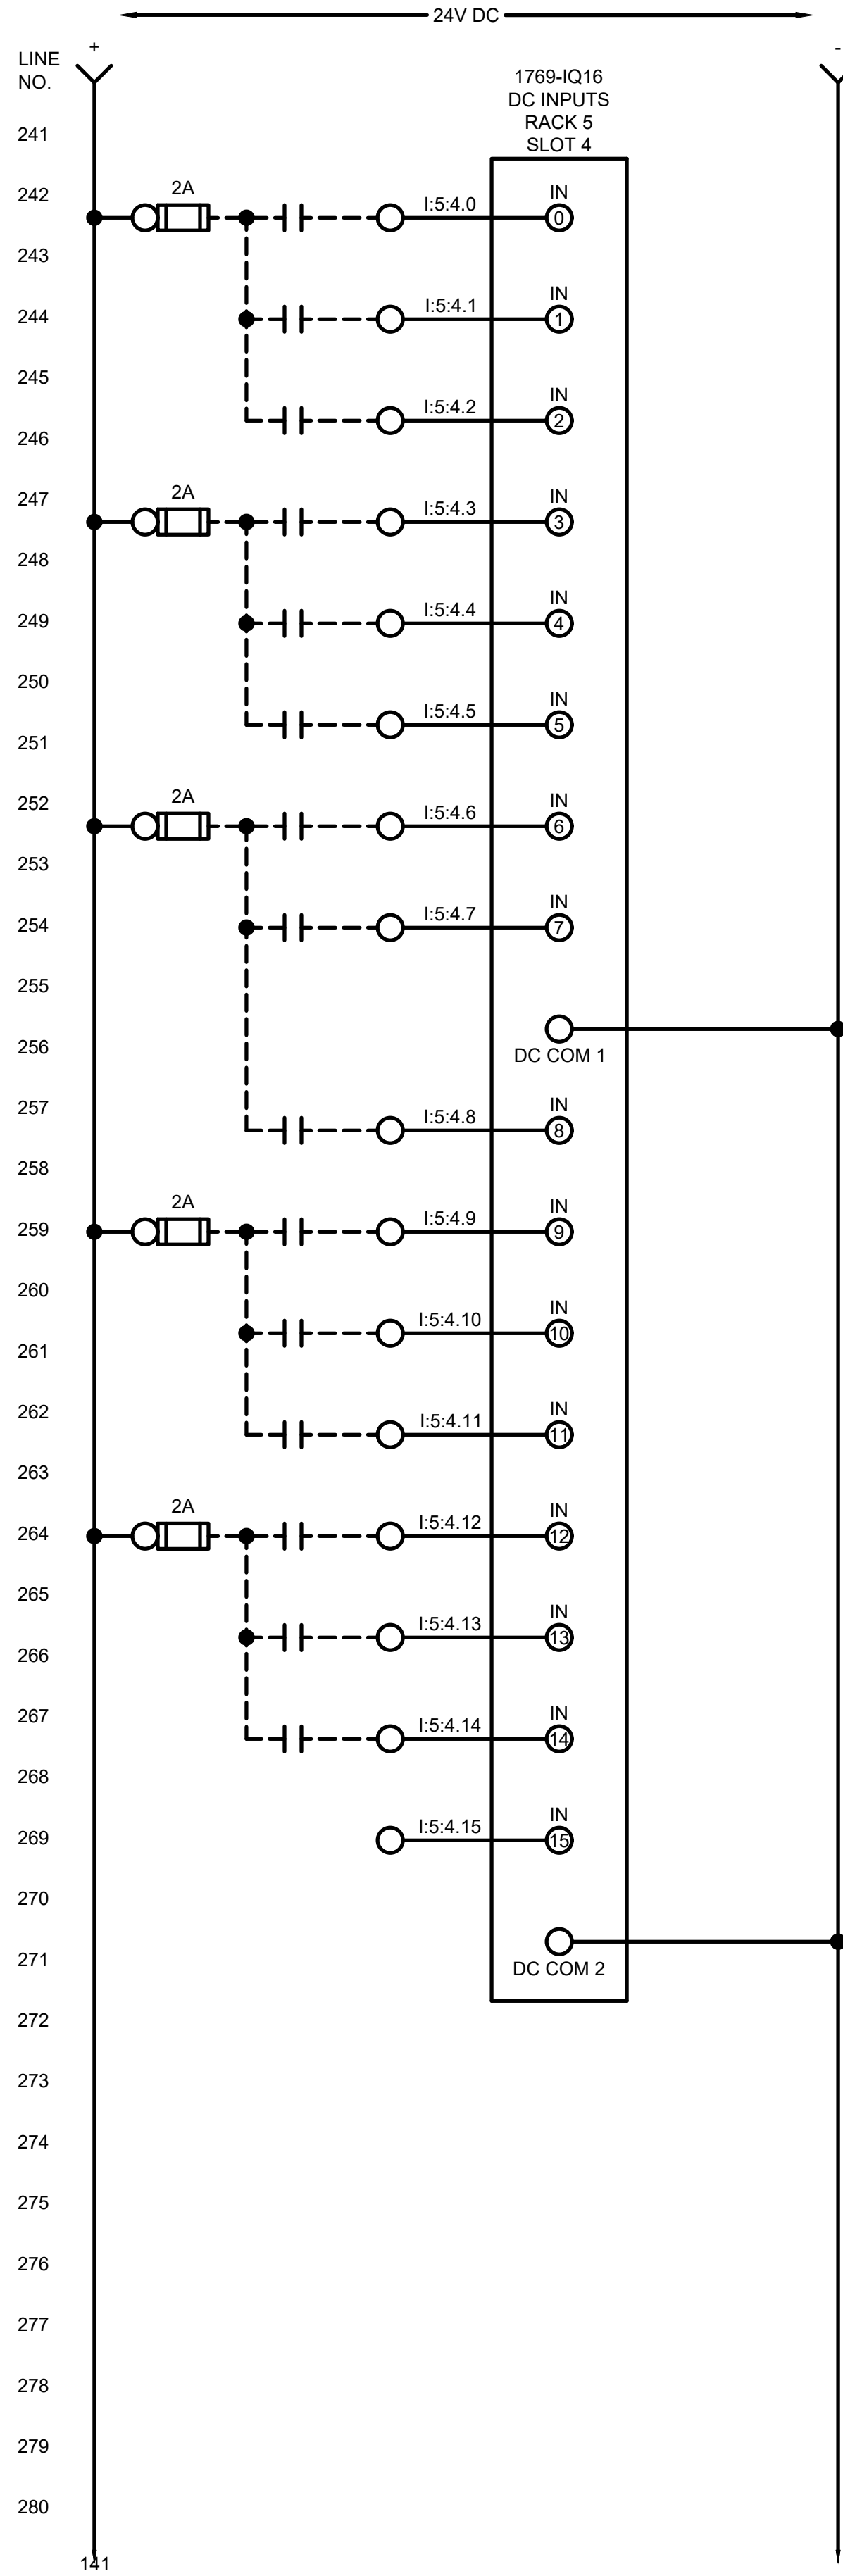 24V DC
+
-
LINE
NO.
1769-IQ16
DC INPUTS
RACK 5
SLOT 4
241
242
2A
I:5:4.0
IN
0
243
244
I:5:4.1
IN
1
245
I:5:4.2
IN
2
246
247
2A
I:5:4.3
IN
3
248
249
I:5:4.4
IN
4
250
I:5:4.5
IN
5
251
252
2A
I:5:4.6
IN
6
253
254
I:5:4.7
IN
7
255
256
DC COM 1
257
I:5:4.8
IN
8
258
259
2A
I:5:4.9
IN
9
260
I:5:4.10
IN
10
261
262
I:5:4.11
IN
11
263
264
2A
I:5:4.12
IN
12
265
I:5:4.13
IN
13
266
267
I:5:4.14
IN
14
268
269
I:5:4.15
IN
15
270
271
DC COM 2
272
273
274
275
276
277
278
279
280
141